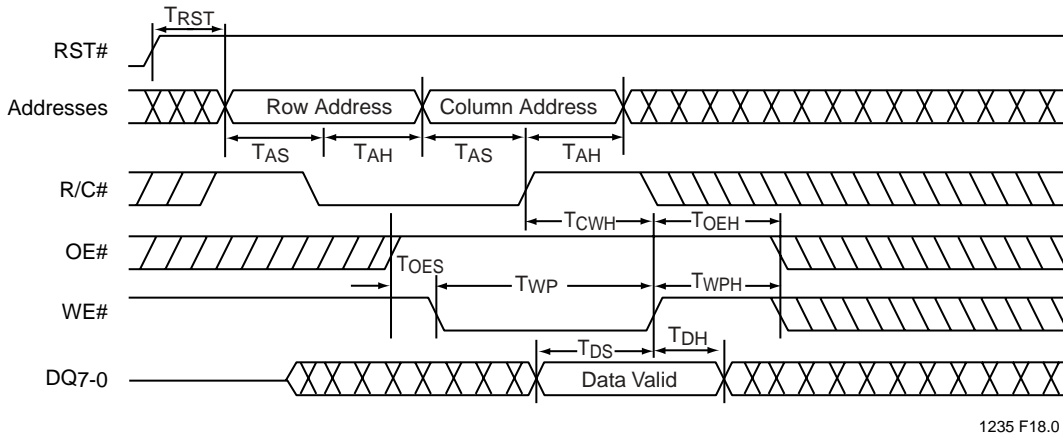 TRST
RST#
Addresses
Row Address
Column Address
TAS
TAH
TAS
TAH
R/C#
TCWH
TOEH
OE#
TOES
TWP
TWPH
WE#
TDS
TDH
DQ7-0
Data Valid
1235 F18.0